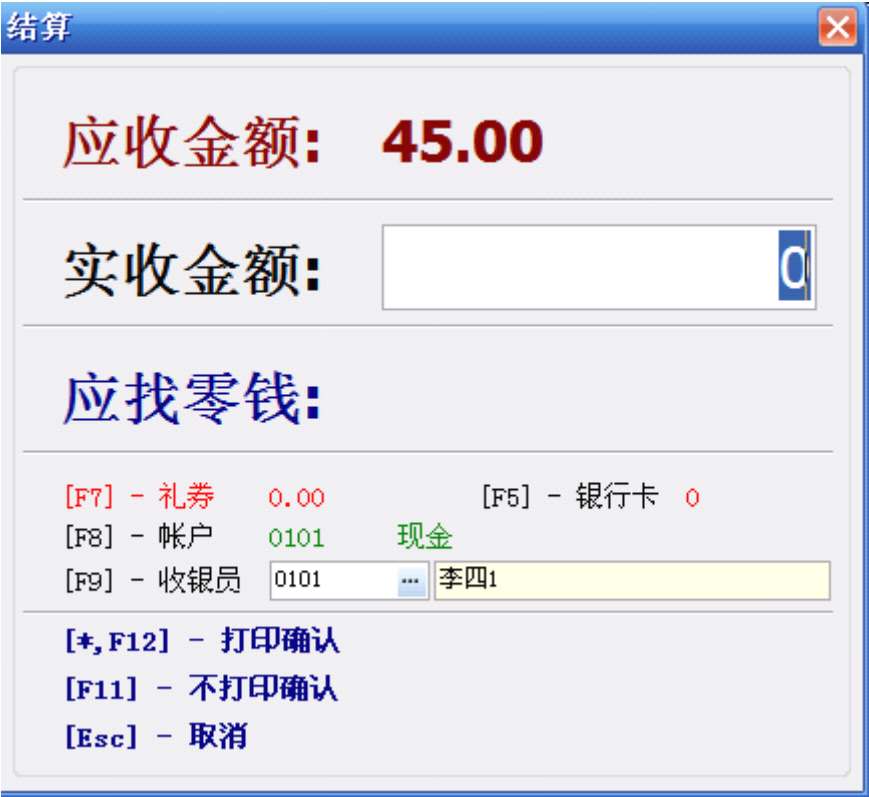 结算
应收金额: 45.00
实收金额: 0
应找零钱:
[F7] - 礼券 0.00 [F5] - 银行卡 0
[F8] - 帐户 0101 现金
[F9] - 收银员 0101 ... 李四1
[*,F12] - 打印确认
[F11] - 不打印确认
[Esc] - 取消